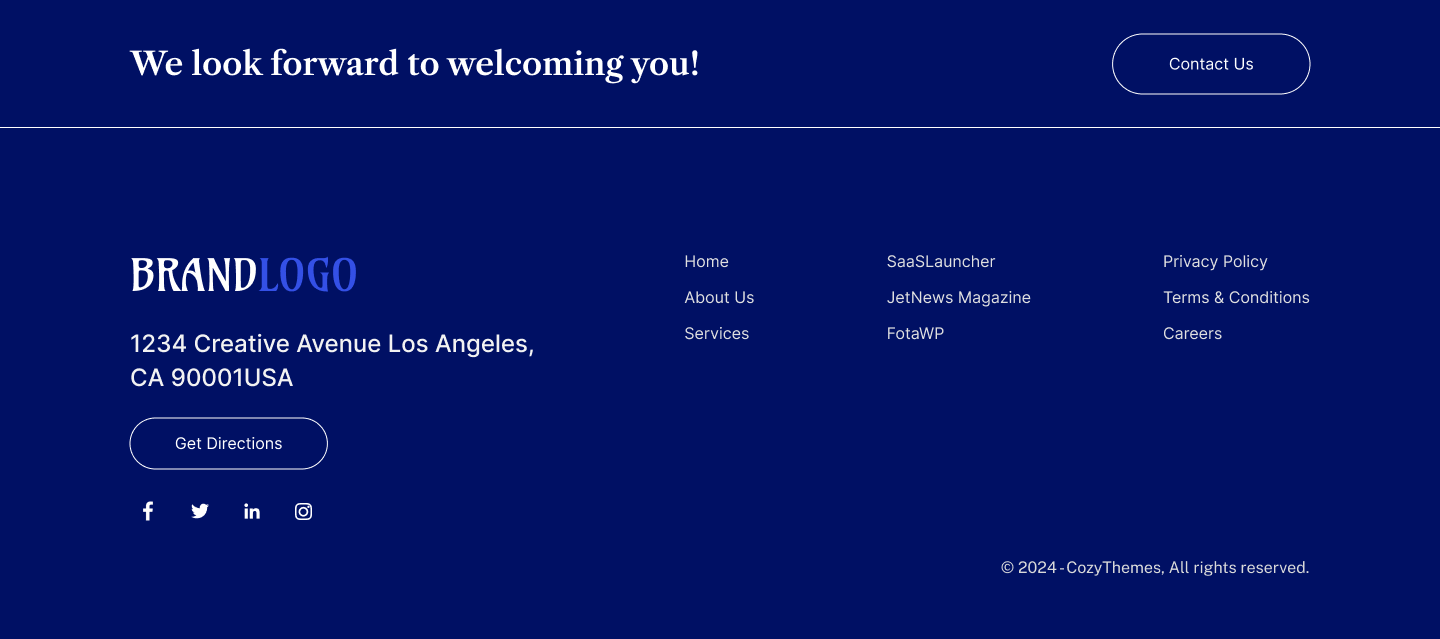 We look forward to welcoming you!
Contact Us
BRANDLOGO
1234 Creative Avenue Los Angeles,
CA 90001USA
Get Directions
Home
About Us
Services
SaaSLauncher
JetNews Magazine
FotaWP
Privacy Policy
Terms & Conditions
Careers
© 2024 - CozyThemes, All rights reserved.